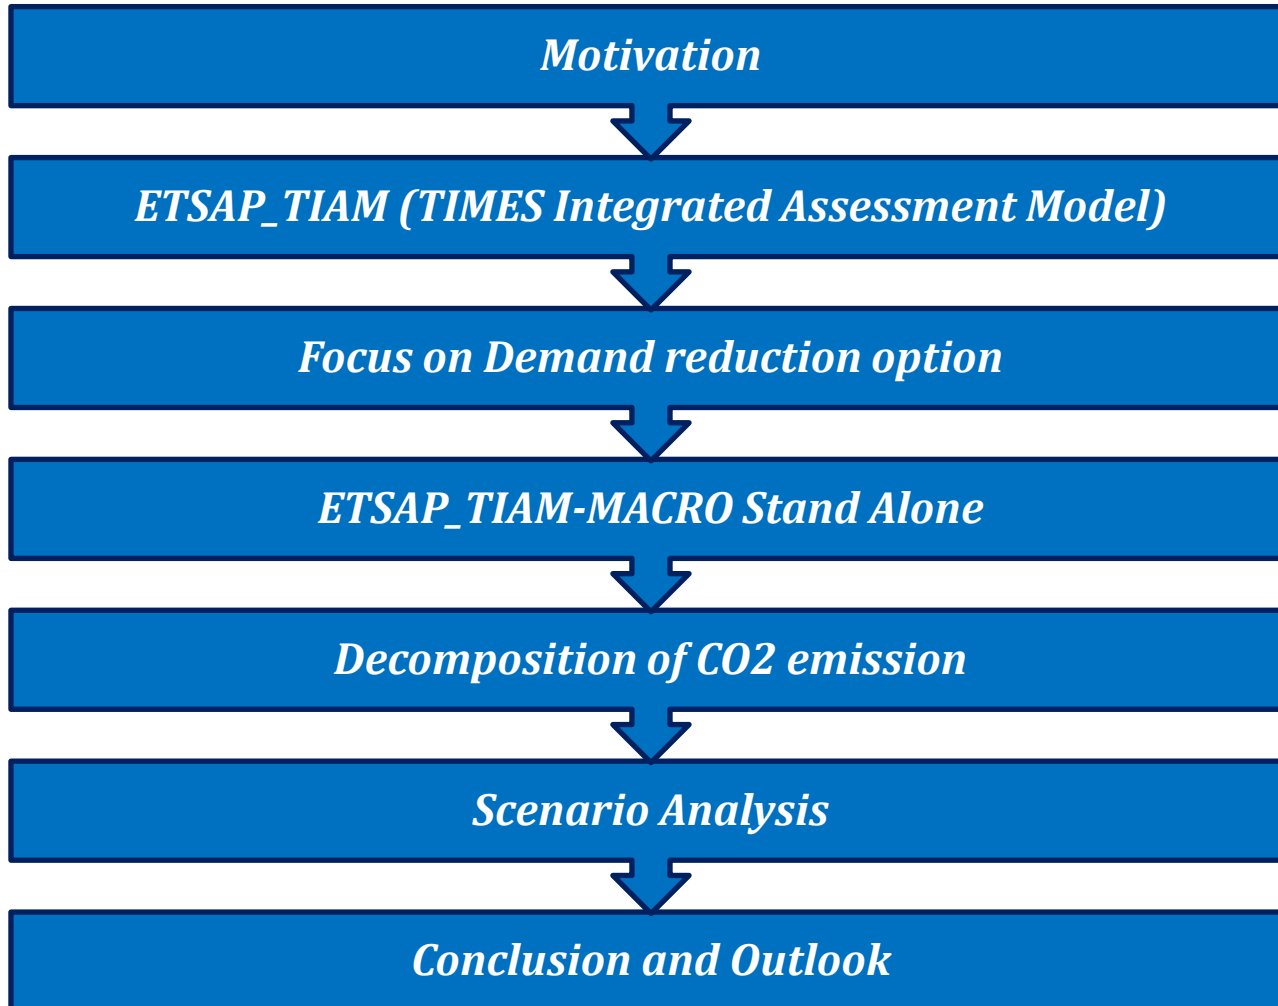 Motivation
ETSAP_TIAM (TIMES Integrated Assessment Model)
Focus on Demand reduction option
ETSAP_TIAM-MACRO Stand Alone
Decomposition of CO2 emission
Scenario Analysis
Conclusion and Outlook